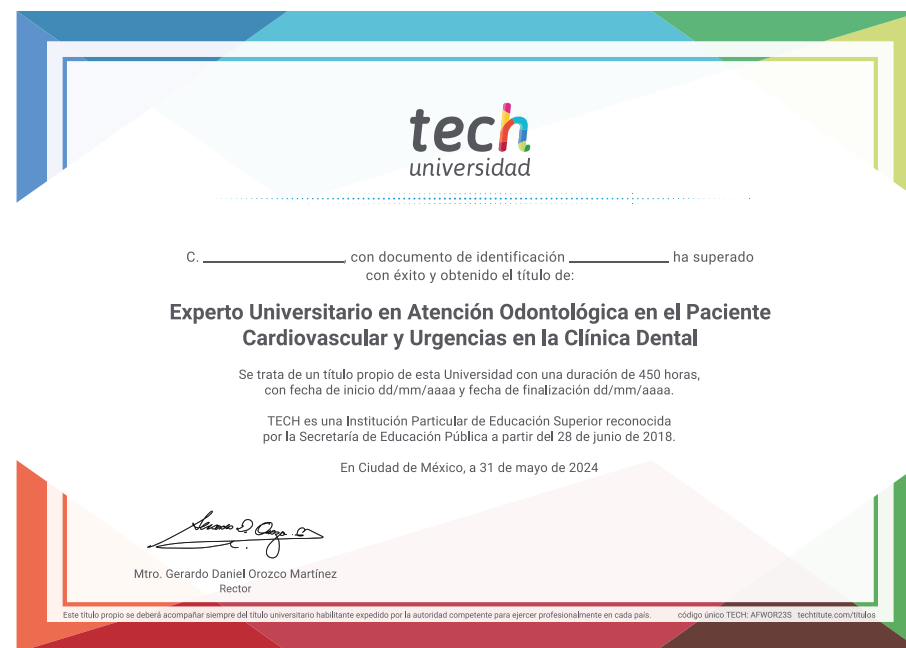 tech
universidad
C. ____________, con documento de identificación ____________ ha superado
con éxito y obtenido el título de:
Experto Universitario en Atención Odontológica en el Paciente
Cardiovascular y Urgencias en la Clínica Dental
Se trata de un título propio de esta Universidad con una duración de 450 horas,
con fecha de inicio dd/mm/aaaa y fecha de finalización dd/mm/aaaa.
TECH es una Institución Particular de Educación Superior reconocida
por la Secretaría de Educación Pública a partir del 28 de junio de 2018.
En Ciudad de México, a 31 de mayo de 2024
Mtro. Gerardo Daniel Orozco Martínez
Rector
Este título propio se deberá acompañar siempre del título universitario habilitante expedido por la autoridad competente para ejercer profesionalmente en cada país. código único TECH: AFWOR23S techtitute.com/titulos